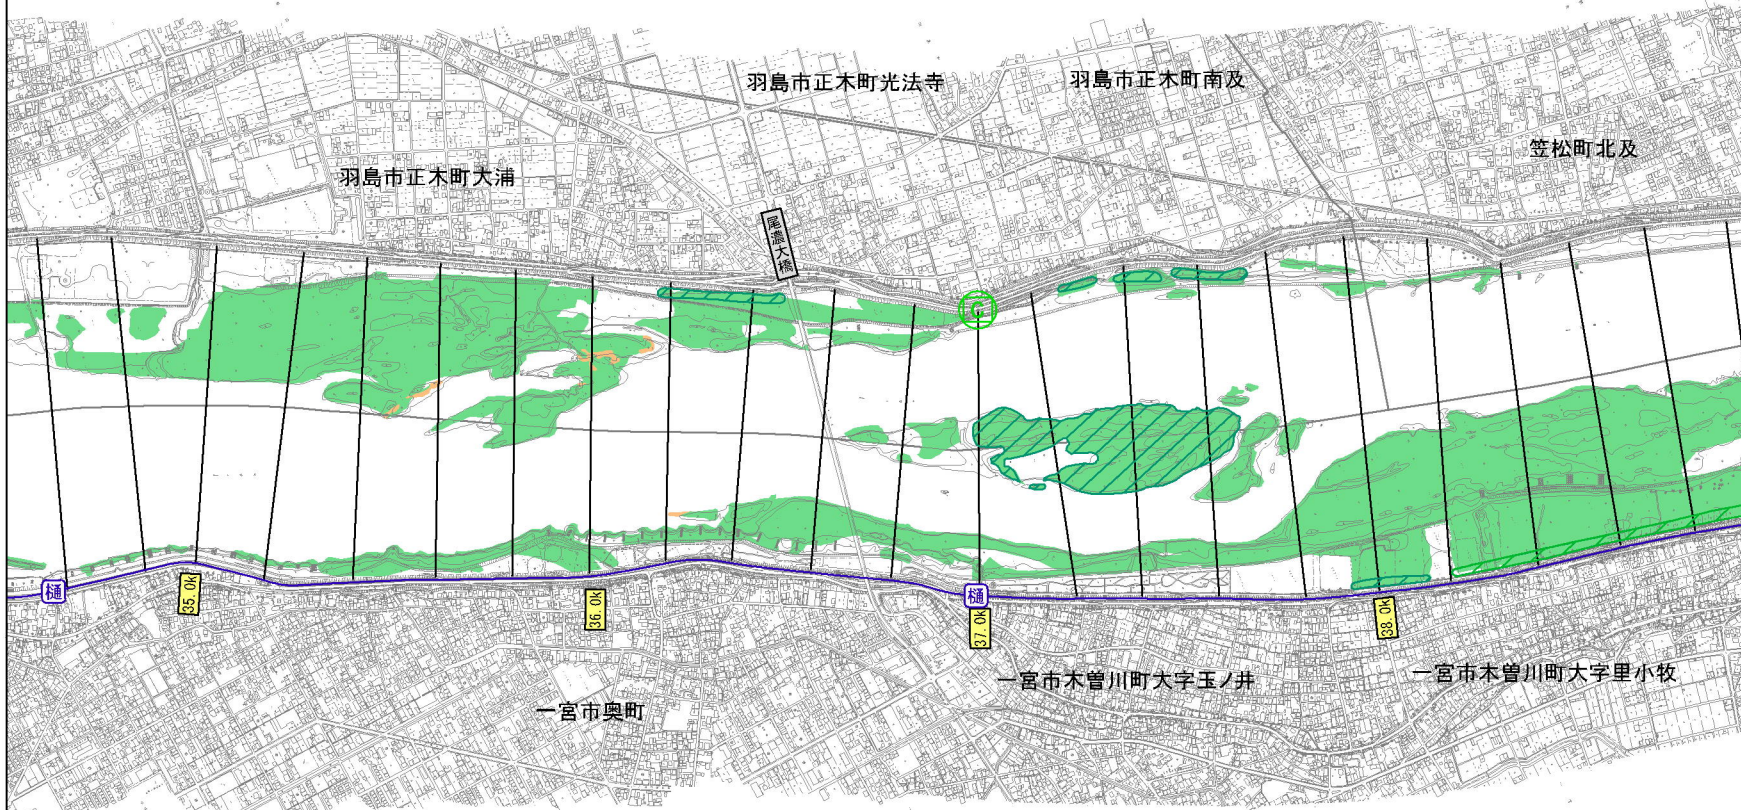 羽島市正木町光法寺
羽島市正木町南及
笠松町北及
羽島市正木町大浦
尾濃大橋
C
樋
35.0k
36.0k
樋
37.0k
38.0k
一宮市木曽川町大字玉ノ井
一宮市木曽川町大字里小牧
一宮市奥町